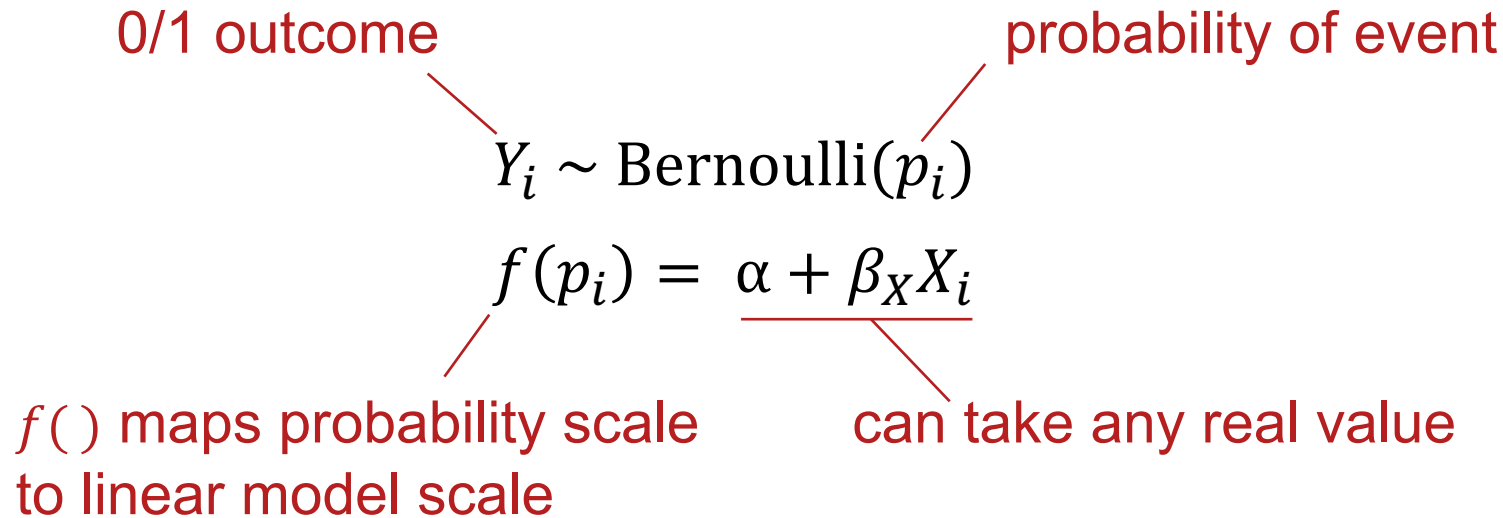 0/1 outcome
probability of event
Yᵢ ~ Bernoulli(pᵢ)
f(pᵢ) = α + β_X Xᵢ
f( ) maps probability scale
to linear model scale
can take any real value